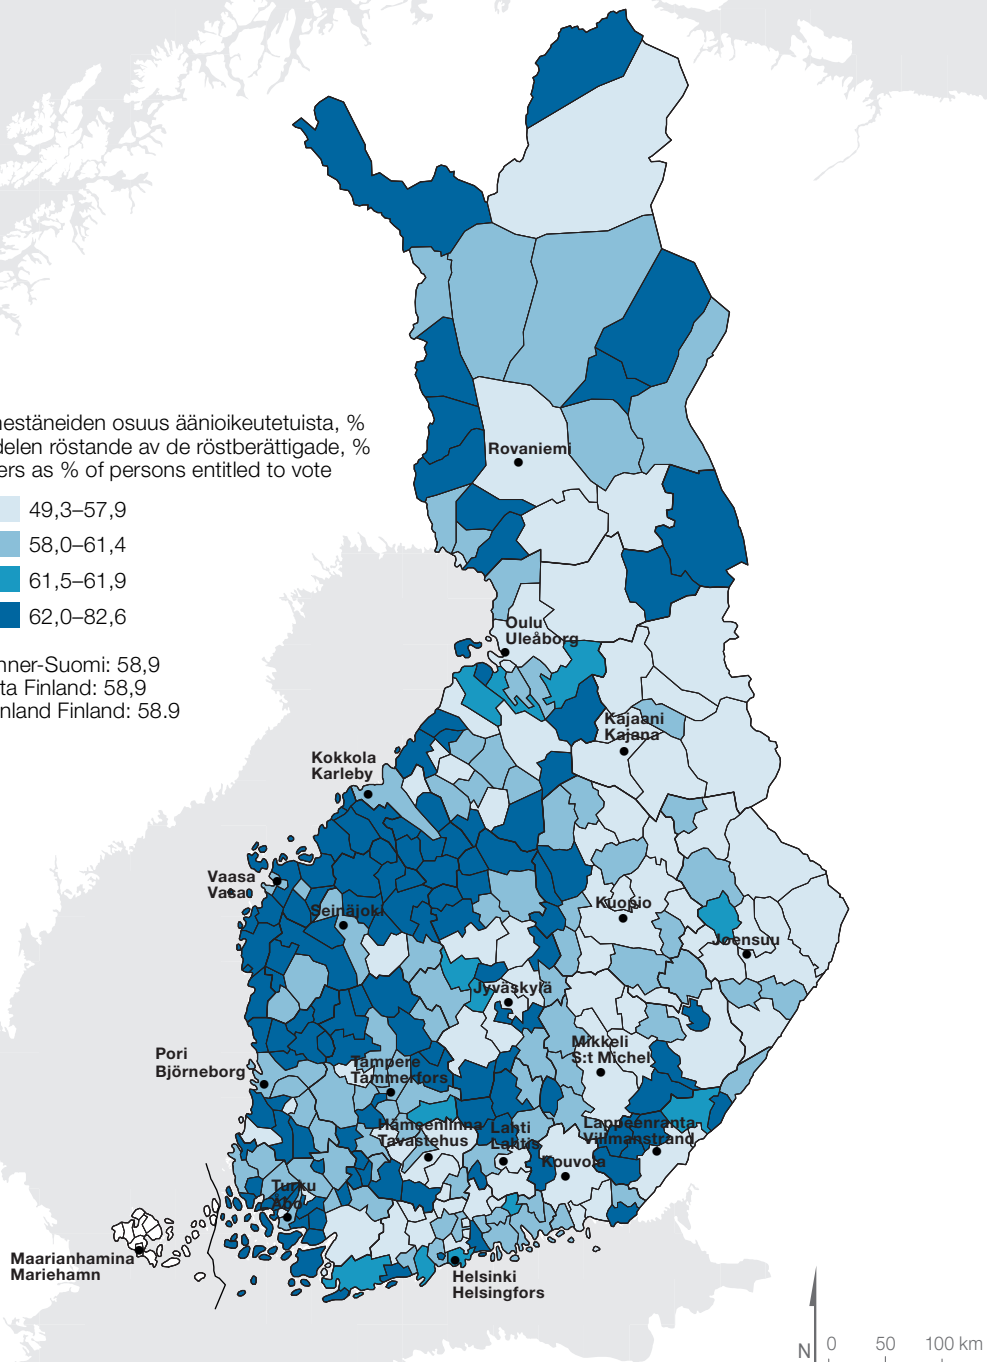 nestäneiden osuus äänioikeutetuista, %
delen röstande av de röstberättigade, %
ers as % of persons entitled to vote
49,3–57,9
58,0–61,4
61,5–61,9
62,0–82,6
nner-Suomi: 58,9
ta Finland: 58,9
inland Finland: 58.9
Rovaniemi
Oulu
Uleåborg
Kajaani
Kajana
Kokkola
Karleby
Vaasa
Vasa
Seinäjoki
Kuopio
Joensuu
Jyväskylä
Mikkeli
S:t Michel
Pori
Björneborg
Tampere
Tammerfors
Hämeenlinna
Tavastehus
Lahti
Lahtis
Lappeenranta
Villmanstrand
Kouvola
Turku
Åbo
Maarianhamina
Mariehamn
Helsinki
Helsingfors
N
0 50 100 km